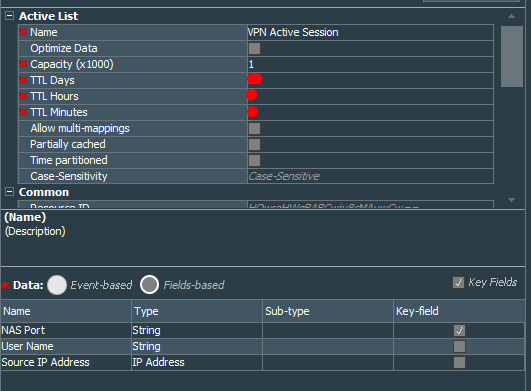 Active List
Name VPN Active Session
Optimize Data
Capacity (x1000) 1
TTL Days
TTL Hours
TTL Minutes
Allow multi-mappings
Partially cached
Time partitioned
Case-Sensitivity Case-Sensitive
Common
Resource ID
(Name)
(Description)
Data: Event-based Fields-based Key Fields
Name Type Sub-type Key-field
NAS Port String
User Name String
Source IP Address IP Address